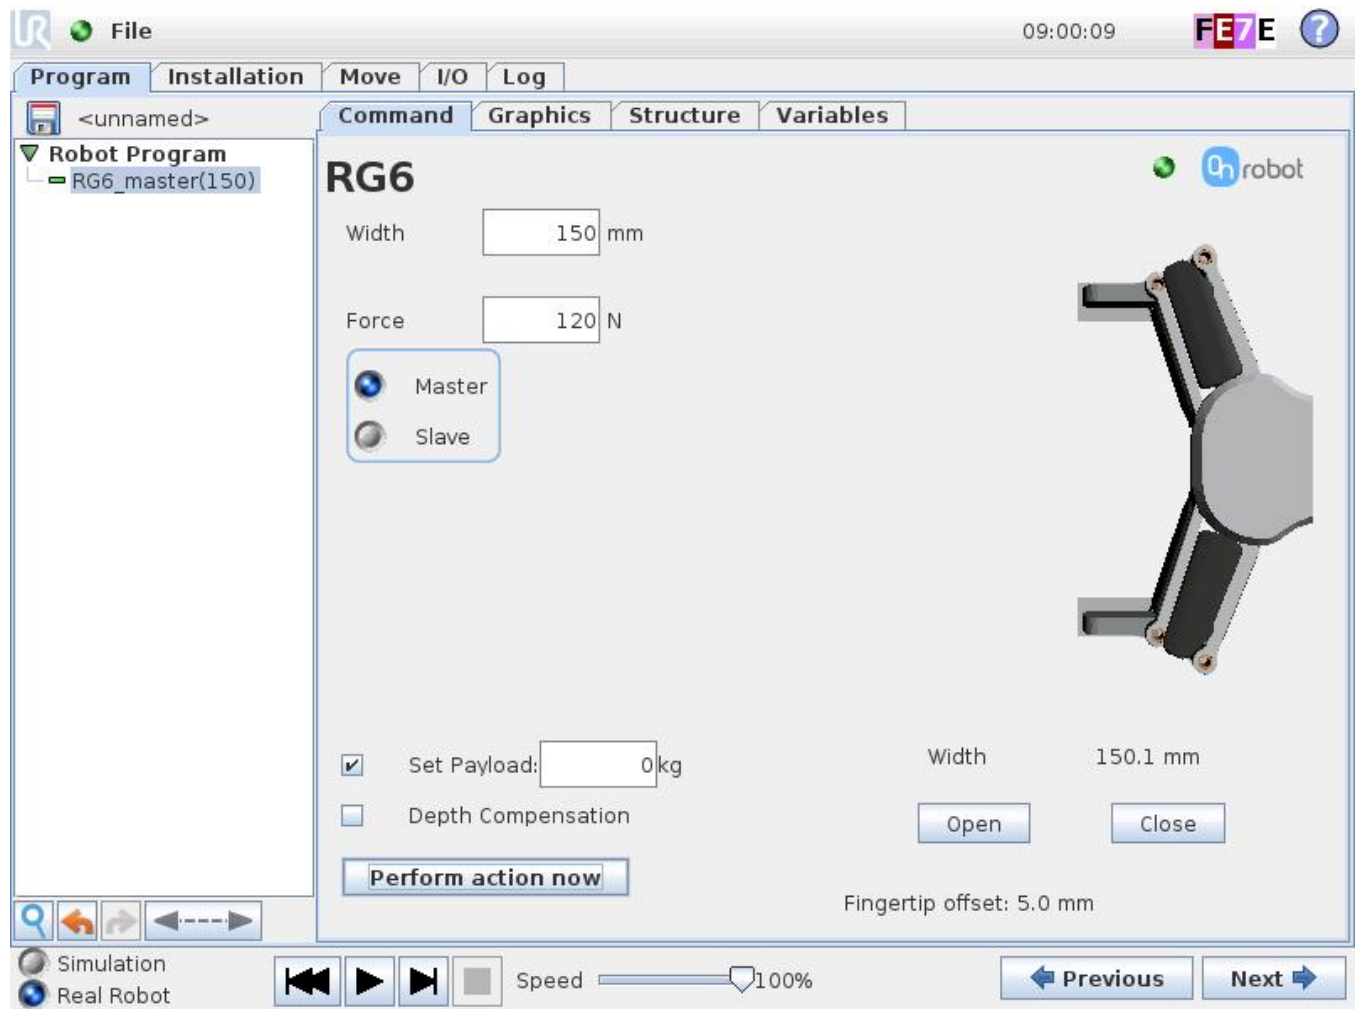 UR File 09:00:09 FE7E ?
Program Installation Move I/O Log
<unnamed> Command Graphics Structure Variables
Robot Program
RG6_master(150)
RG6
On robot
Width 150 mm
Force 120 N
Master
Slave
Set Payload: 0 kg
Depth Compensation
Perform action now
Width 150.1 mm
Open Close
Fingertip offset: 5.0 mm
Simulation
Real Robot
Speed 100%
Previous Next